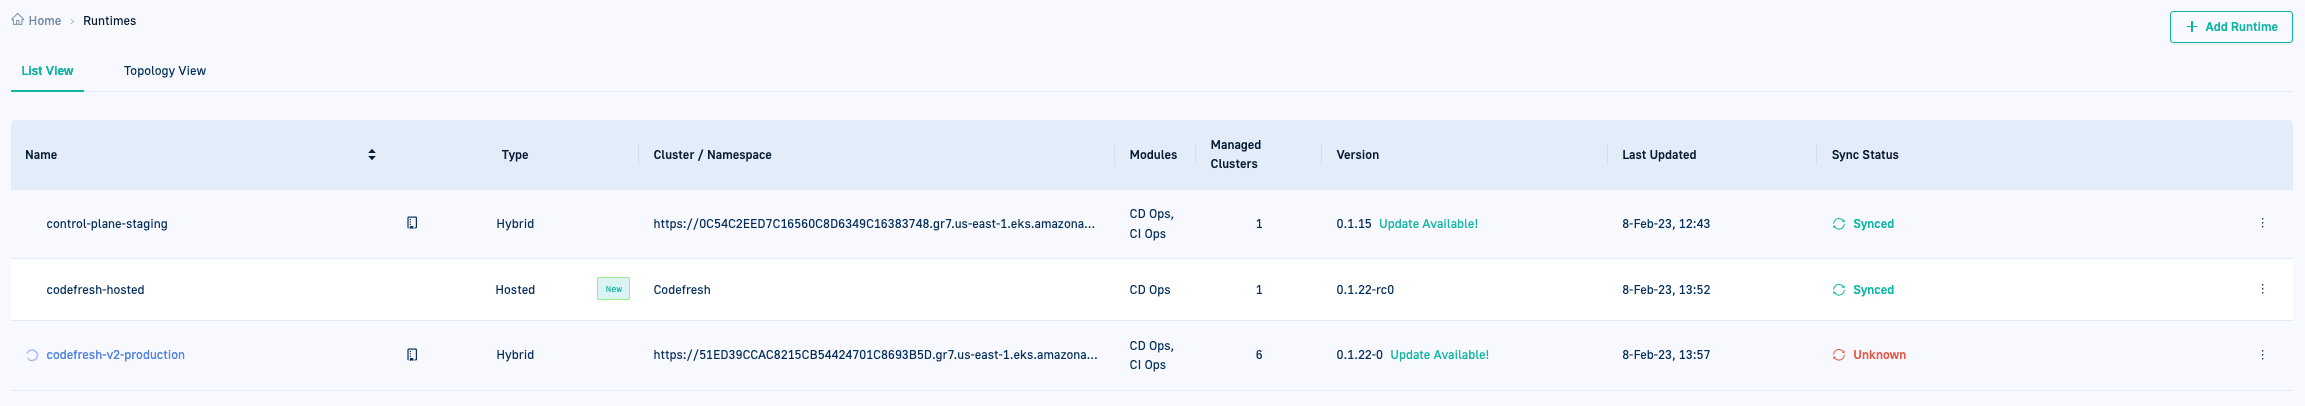 Home > Runtimes
+ Add Runtime
List View Topology View
Name Type Cluster / Namespace Modules Managed Clusters Version Last Updated Sync Status
control-plane-staging Hybrid https://0C54C2EED7C16560C8D6349C16383748.gr7.us-east-1.eks.amazona... CD Ops, CI Ops 1 0.1.15 Update Available! 8-Feb-23, 12:43 Synced
codefresh-hosted Hosted New Codefresh CD Ops 1 0.1.22-rc0 8-Feb-23, 13:52 Synced
codefresh-v2-production Hybrid https://51ED39CCAC8215CB54424701C8693B5D.gr7.us-east-1.eks.amazona... CD Ops, CI Ops 6 0.1.22-0 Update Available! 8-Feb-23, 13:57 Unknown